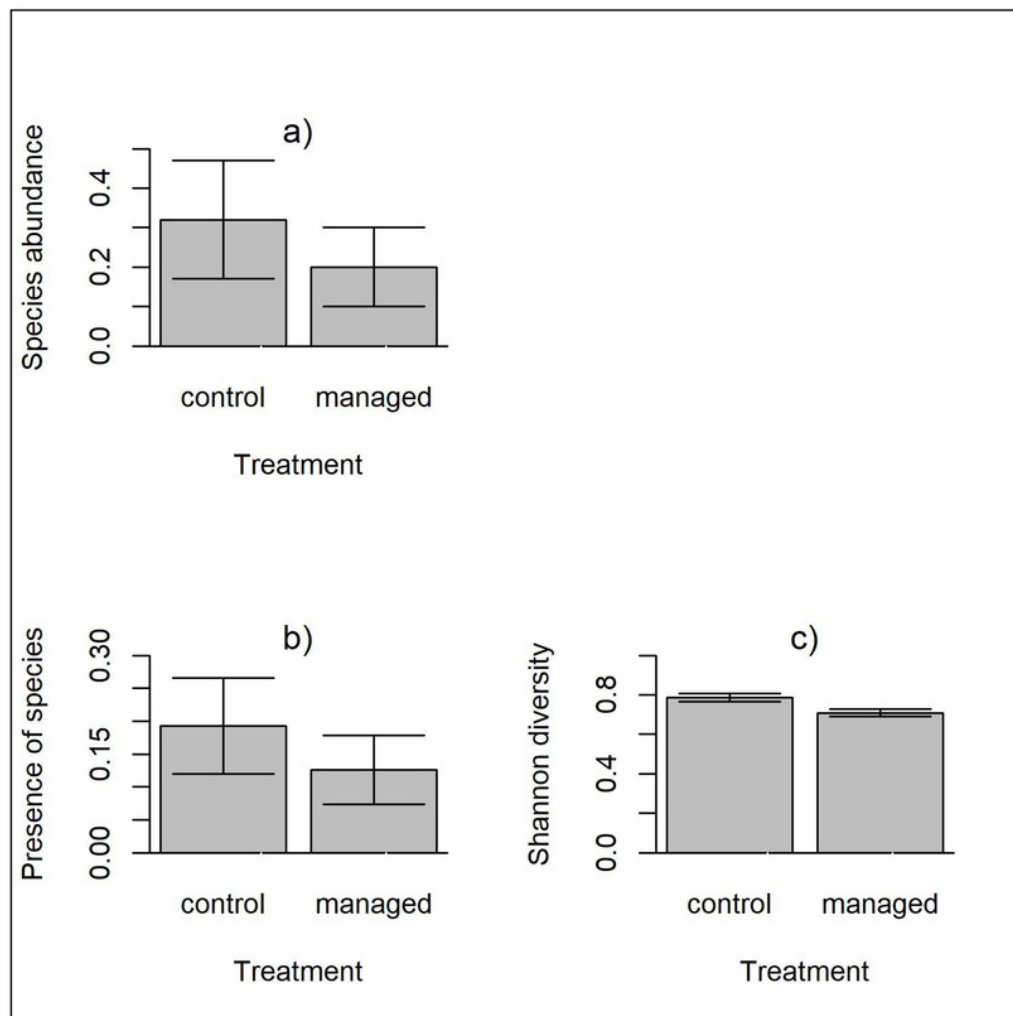 a)
Species abundance
0.4
0.2
0.0
control managed
Treatment
b)
Presence of species
0.30
0.15
0.00
control managed
Treatment
c)
Shannon diversity
0.8
0.4
0.0
control managed
Treatment